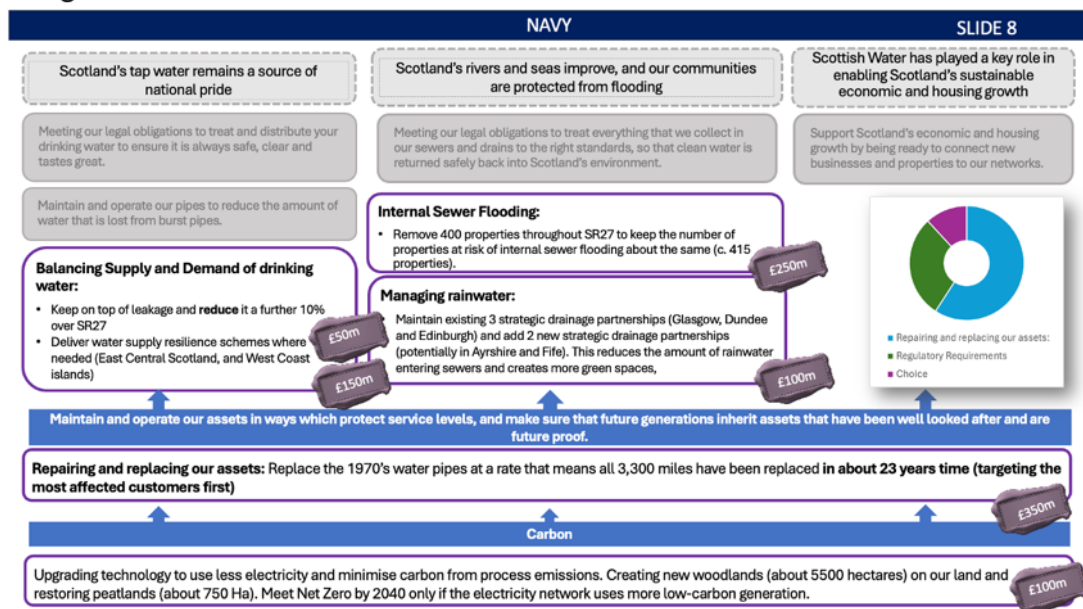 NAVY
SLIDE 8
Scotland's tap water remains a source of
national pride
Scotland's rivers and seas improve, and our communities
are protected from flooding
Scottish Water has played a key role in
enabling Scotland's sustainable
economic and housing growth
Meeting our legal obligations to treat and distribute your
drinking water to ensure it is always safe, clear and
tastes great.
Meeting our legal obligations to treat everything that we collect in
our sewers and drains to the right standards, so that clean water is
returned safely back into Scotland's environment.
Support Scotland's economic and housing
growth by being ready to connect new
businesses and properties to our networks.
Maintain and operate our pipes to reduce the amount of
water that is lost from burst pipes.
Internal Sewer Flooding:
• Remove 400 properties throughout SR27 to keep the number of
properties at risk of internal sewer flooding about the same (c. 415
properties).
£250m
Balancing Supply and Demand of drinking
water:
• Keep on top of leakage and reduce it a further 10%
over SR27
• Deliver water supply resilience schemes where
needed (East Central Scotland, and West Coast
islands)
£50m
£150m
Managing rainwater:
Maintain existing 3 strategic drainage partnerships (Glasgow, Dundee
and Edinburgh) and add 2 new strategic drainage partnerships
(potentially in Ayrshire and Fife). This reduces the amount of rainwater
entering sewers and creates more green spaces,
£100m
Repairing and replacing our assets:
Regulatory Requirements
Choice
Maintain and operate our assets in ways which protect service levels, and make sure that future generations inherit assets that have been well looked after and are
future proof.
Repairing and replacing our assets: Replace the 1970's water pipes at a rate that means all 3,300 miles have been replaced in about 23 years time (targeting the
most affected customers first)
£350m
Carbon
Upgrading technology to use less electricity and minimise carbon from process emissions. Creating new woodlands (about 5500 hectares) on our land and
restoring peatlands (about 750 Ha). Meet Net Zero by 2040 only if the electricity network uses more low-carbon generation.
£100m